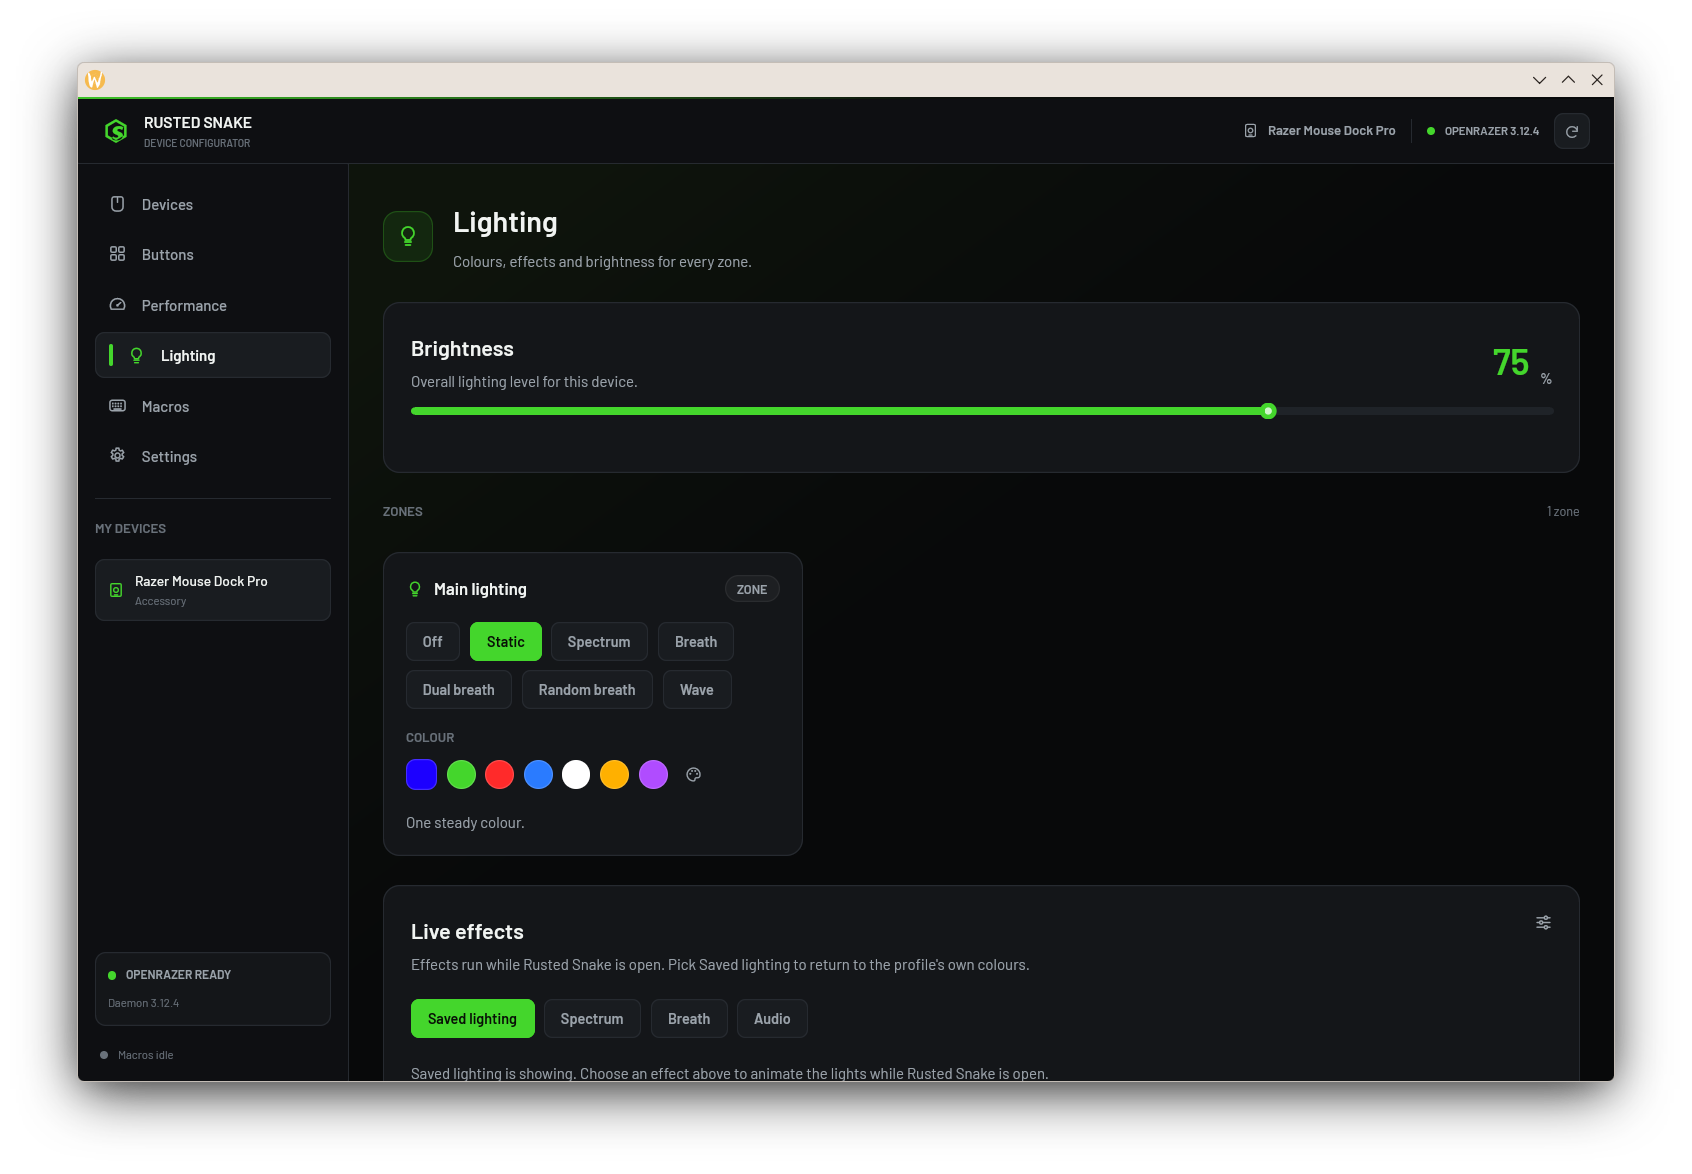 RUSTED SNAKE
DEVICE CONFIGURATOR
Razer Mouse Dock Pro
OPENRAZER 3.12.4
Devices
Buttons
Performance
Lighting
Macros
Settings
MY DEVICES
Razer Mouse Dock Pro
Accessory
OPENRAZER READY
Daemon 3.12.4
Macros idle
Lighting
Colours, effects and brightness for every zone.
Brightness
Overall lighting level for this device.
75 %
ZONES
1 zone
Main lighting
ZONE
Off
Static
Spectrum
Breath
Dual breath
Random breath
Wave
COLOUR
One steady colour.
Live effects
Effects run while Rusted Snake is open. Pick Saved lighting to return to the profile's own colours.
Saved lighting
Spectrum
Breath
Audio
Saved lighting is showing. Choose an effect above to animate the lights while Rusted Snake is open.